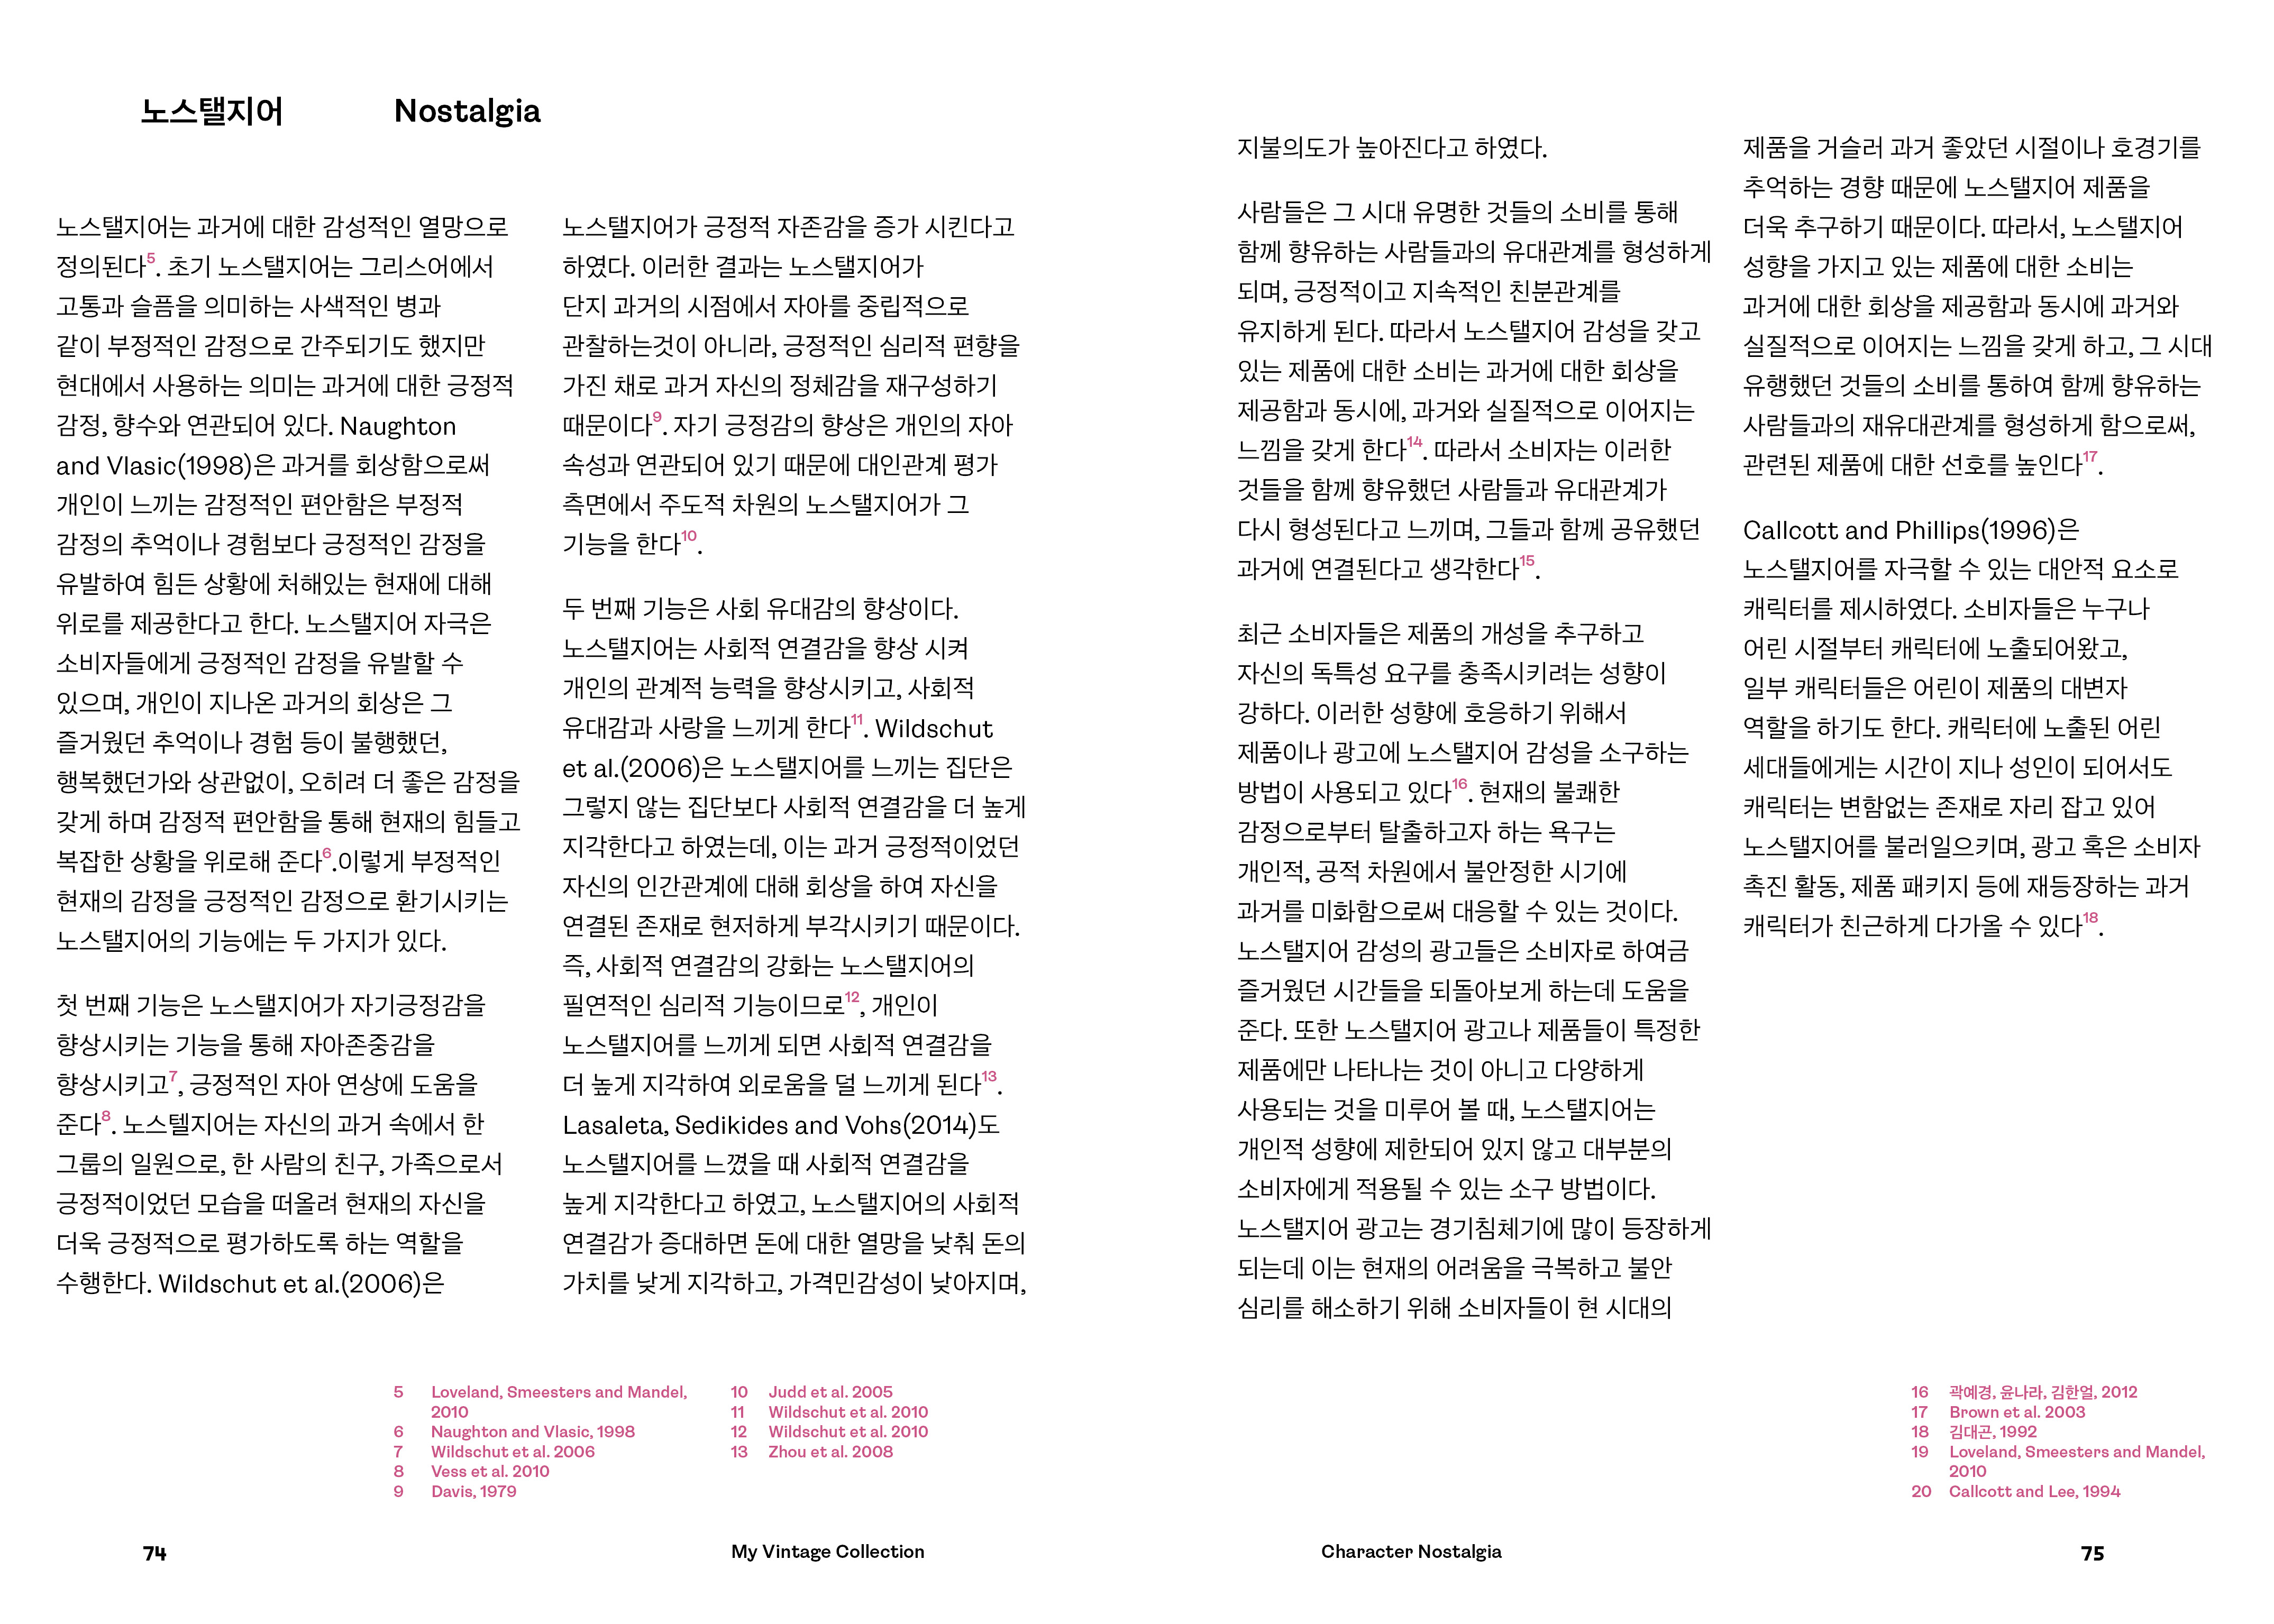 노스탤지어 Nostalgia
노스탤지어는 과거에 대한 감성적인 열망으로
정의된다5. 초기 노스탤지어는 그리스어에서
고통과 슬픔을 의미하는 사색적인 병과
같이 부정적인 감정으로 간주되기도 했지만
현대에서 사용하는 의미는 과거에 대한 긍정적
감정, 향수와 연관되어 있다. Naughton
and Vlasic(1998)은 과거를 회상함으로써
개인이 느끼는 감정적인 편안함은 부정적
감정의 추억이나 경험보다 긍정적인 감정을
유발하여 힘든 상황에 처해있는 현재에 대해
위로를 제공한다고 한다. 노스탤지어 자극은
소비자들에게 긍정적인 감정을 유발할 수
있으며, 개인이 지나온 과거의 회상은 그
즐거웠던 추억이나 경험 등이 불행했던,
행복했던가와 상관없이, 오히려 더 좋은 감정을
갖게 하며 감정적 편안함을 통해 현재의 힘들고
복잡한 상황을 위로해 준다6.이렇게 부정적인
현재의 감정을 긍정적인 감정으로 환기시키는
노스탤지어의 기능에는 두 가지가 있다.
첫 번째 기능은 노스탤지어가 자기긍정감을
향상시키는 기능을 통해 자아존중감을
향상시키고7, 긍정적인 자아 연상에 도움을
준다8. 노스텔지어는 자신의 과거 속에서 한
그룹의 일원으로, 한 사람의 친구, 가족으로서
긍정적이었던 모습을 떠올려 현재의 자신을
더욱 긍정적으로 평가하도록 하는 역할을
수행한다. Wildschut et al.(2006)은
노스탤지어가 긍정적 자존감을 증가 시킨다고
하였다. 이러한 결과는 노스탤지어가
단지 과거의 시점에서 자아를 중립적으로
관찰하는것이 아니라, 긍정적인 심리적 편향을
가진 채로 과거 자신의 정체감을 재구성하기
때문이다9. 자기 긍정감의 향상은 개인의 자아
속성과 연관되어 있기 때문에 대인관계 평가
측면에서 주도적 차원의 노스탤지어가 그
기능을 한다10.
두 번째 기능은 사회 유대감의 향상이다.
노스탤지어는 사회적 연결감을 향상 시켜
개인의 관계적 능력을 향상시키고, 사회적
유대감과 사랑을 느끼게 한다11. Wildschut
et al.(2006)은 노스탤지어를 느끼는 집단은
그렇지 않는 집단보다 사회적 연결감을 더 높게
지각한다고 하였는데, 이는 과거 긍정적이었던
자신의 인간관계에 대해 회상을 하여 자신을
연결된 존재로 현저하게 부각시키기 때문이다.
즉, 사회적 연결감의 강화는 노스탤지어의
필연적인 심리적 기능이므로12, 개인이
노스탤지어를 느끼게 되면 사회적 연결감을
더 높게 지각하여 외로움을 덜 느끼게 된다13.
Lasaleta, Sedikides and Vohs(2014)도
노스탤지어를 느꼈을 때 사회적 연결감을
높게 지각한다고 하였고, 노스탤지어의 사회적
연결감가 증대하면 돈에 대한 열망을 낮춰 돈의
가치를 낮게 지각하고, 가격민감성이 낮아지며,
5 Loveland, Smeesters and Mandel,
2010
6 Naughton and Vlasic, 1998
7 Wildschut et al. 2006
8 Vess et al. 2010
9 Davis, 1979
10 Judd et al. 2005
11 Wildschut et al. 2010
12 Wildschut et al. 2010
13 Zhou et al. 2008
74 My Vintage Collection
지불의도가 높아진다고 하였다.
사람들은 그 시대 유명한 것들의 소비를 통해
함께 향유하는 사람들과의 유대관계를 형성하게
되며, 긍정적이고 지속적인 친분관계를
유지하게 된다. 따라서 노스탤지어 감성을 갖고
있는 제품에 대한 소비는 과거에 대한 회상을
제공함과 동시에, 과거와 실질적으로 이어지는
느낌을 갖게 한다14. 따라서 소비자는 이러한
것들을 함께 향유했던 사람들과 유대관계가
다시 형성된다고 느끼며, 그들과 함께 공유했던
과거에 연결된다고 생각한다15.
최근 소비자들은 제품의 개성을 추구하고
자신의 독특성 요구를 충족시키려는 성향이
강하다. 이러한 성향에 호응하기 위해서
제품이나 광고에 노스탤지어 감성을 소구하는
방법이 사용되고 있다16. 현재의 불쾌한
감정으로부터 탈출하고자 하는 욕구는
개인적, 공적 차원에서 불안정한 시기에
과거를 미화함으로써 대응할 수 있는 것이다.
노스탤지어 감성의 광고들은 소비자로 하여금
즐거웠던 시간들을 되돌아보게 하는데 도움을
준다. 또한 노스탤지어 광고나 제품들이 특정한
제품에만 나타나는 것이 아니고 다양하게
사용되는 것을 미루어 볼 때, 노스탤지어는
개인적 성향에 제한되어 있지 않고 대부분의
소비자에게 적용될 수 있는 소구 방법이다.
노스탤지어 광고는 경기침체기에 많이 등장하게
되는데 이는 현재의 어려움을 극복하고 불안
심리를 해소하기 위해 소비자들이 현 시대의
제품을 거슬러 과거 좋았던 시절이나 호경기를
추억하는 경향 때문에 노스탤지어 제품을
더욱 추구하기 때문이다. 따라서, 노스탤지어
성향을 가지고 있는 제품에 대한 소비는
과거에 대한 회상을 제공함과 동시에 과거와
실질적으로 이어지는 느낌을 갖게 하고, 그 시대
유행했던 것들의 소비를 통하여 함께 향유하는
사람들과의 재유대관계를 형성하게 함으로써,
관련된 제품에 대한 선호를 높인다17.
Callcott and Phillips(1996)은
노스탤지어를 자극할 수 있는 대안적 요소로
캐릭터를 제시하였다. 소비자들은 누구나
어린 시절부터 캐릭터에 노출되어왔고,
일부 캐릭터들은 어린이 제품의 대변자
역할을 하기도 한다. 캐릭터에 노출된 어린
세대들에게는 시간이 지나 성인이 되어서도
캐릭터는 변함없는 존재로 자리 잡고 있어
노스탤지어를 불러일으키며, 광고 혹은 소비자
촉진 활동, 제품 패키지 등에 재등장하는 과거
캐릭터가 친근하게 다가올 수 있다18.
16 곽예경, 윤나라, 김한얼, 2012
17 Brown et al. 2003
18 김대곤, 1992
19 Loveland, Smeesters and Mandel,
2010
20 Callcott and Lee, 1994
Character Nostalgia 75